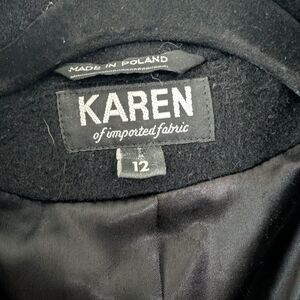 MADE IN POLAND
KAREN
of imported fabric
12